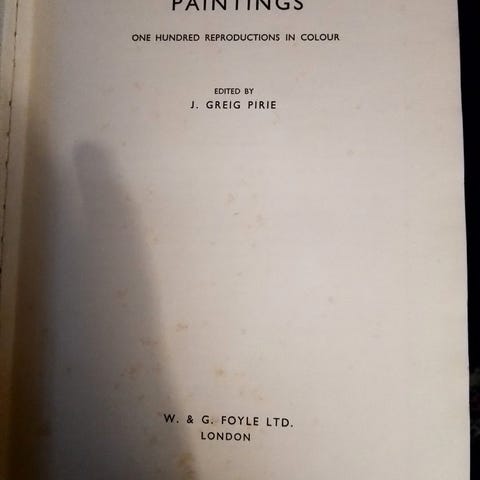 PAINTINGS
ONE HUNDRED REPRODUCTIONS IN COLOUR
EDITED BY
J. GREIG PIRIE
W. & G. FOYLE LTD.
LONDON